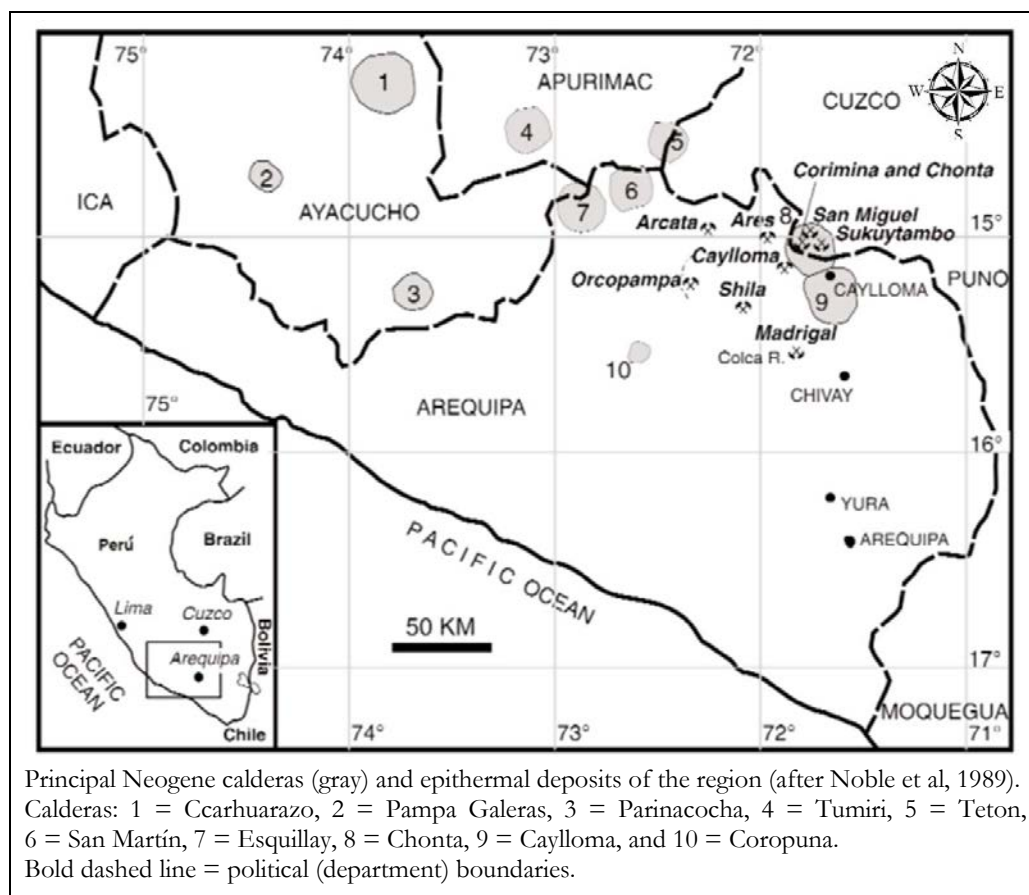 75°
74°
73°
72°
N
W
E
S
1
APURIMAC
CUZCO
4
5
2
Corimina and Chonta
ICA
AYACUCHO
7
6
Arcata
Ares
8
San Miguel
Sukuytambo
15°
Caylloma
PUNO
Orcopampa
3
Shila
9
CAYLLOMA
Madrigal
10
Colca R.
75°
AREQUIPA
CHIVAY
Ecuador
Colombia
16°
YURA
Perú
Brazil
PACIFIC OCEAN
AREQUIPA
Lima
Cuzco
50 KM
Bolivia
Arequipa
17°
PACIFIC
OCEAN
MOQUEGUA
Chile
74°
73°
72°
71°
Principal Neogene calderas (gray) and epithermal deposits of the region (after Noble et al, 1989).
Calderas: 1 = Ccarhuarazo, 2 = Pampa Galeras, 3 = Parinacocha, 4 = Tumiri, 5 = Teton,
6 = San Martín, 7 = Esquillay, 8 = Chonta, 9 = Caylloma, and 10 = Coropuna.
Bold dashed line = political (department) boundaries.